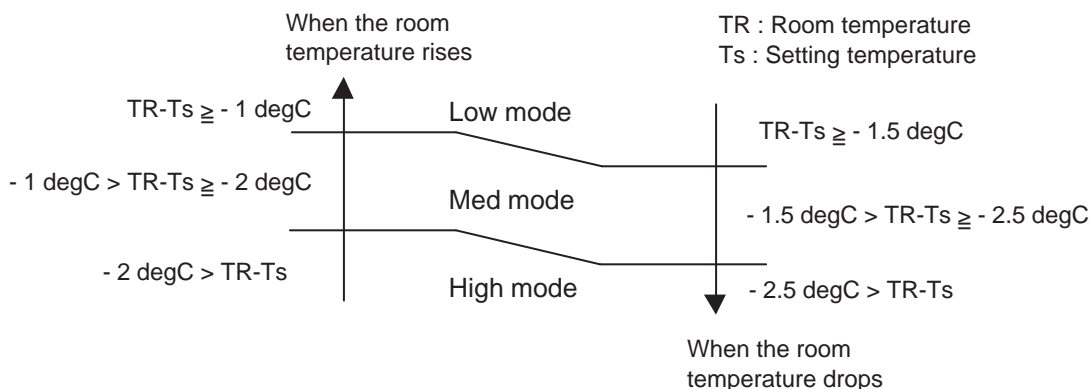 When the room
temperature rises
TR : Room temperature
Ts : Setting temperature
TR-Ts ≧ - 1 degC
Low mode
TR-Ts ≧ - 1.5 degC
- 1 degC > TR-Ts ≧ - 2 degC
Med mode
- 1.5 degC > TR-Ts ≧ - 2.5 degC
- 2 degC > TR-Ts
High mode
- 2.5 degC > TR-Ts
When the room
temperature drops